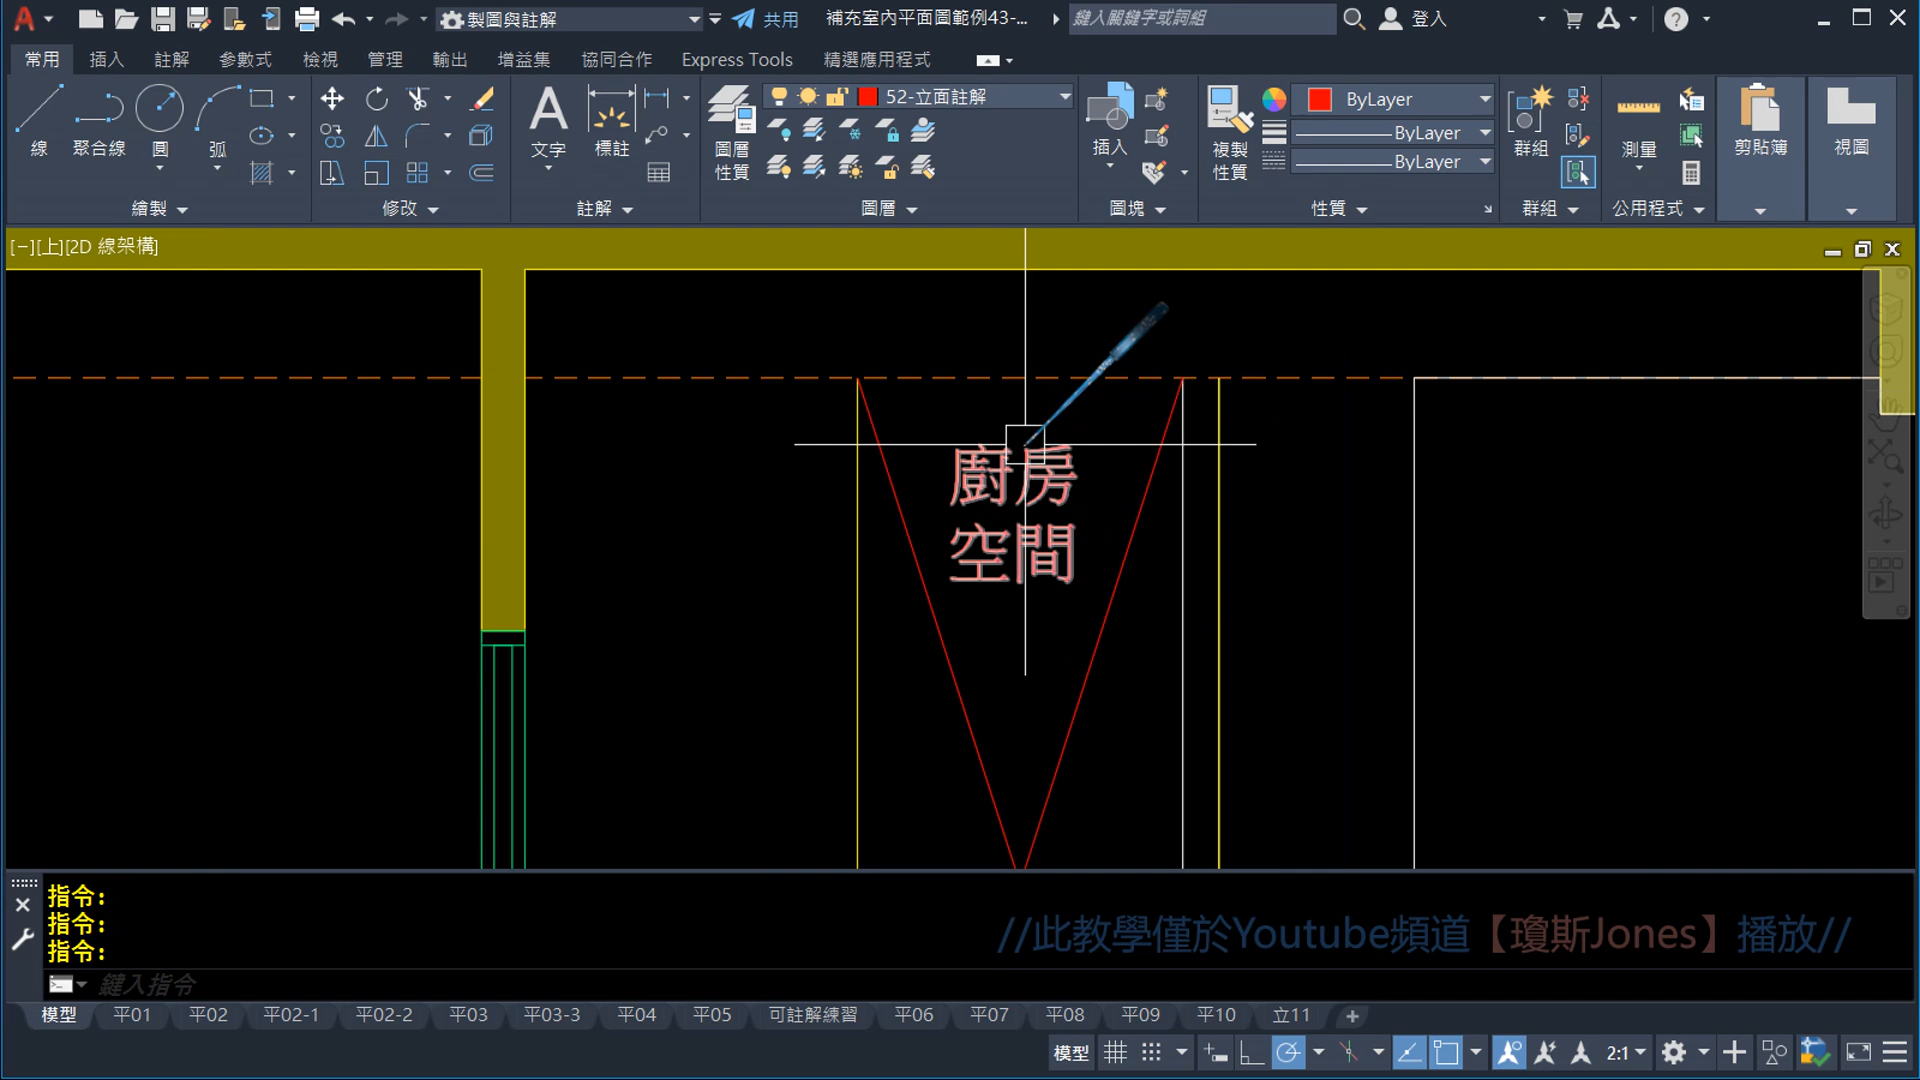 製圖與註解
共用
補充室內平面圖範例43-...
鍵入關鍵字或詞組
登入
常用 插入 註解 參數式 檢視 管理 輸出 增益集 協同合作 Express Tools 精選應用程式
線
聚合線
圓
弧
文字
標註
圖層
性質
52-立面註解
插入
複製
性質
ByLayer
ByLayer
ByLayer
群組
測量
剪貼簿
視圖
繪製 修改 註解 圖層 圖塊 性質 群組 公用程式
[−][上][2D 線架構]
廚房
空間
指令:
指令:
指令:
//此教學僅於Youtube頻道【瓊斯Jones】播放//
鍵入指令
模型 平01 平02 平02-1 平02-2 平03 平03-3 平04 平05 可註解練習 平06 平07 平08 平09 平10 立11
模型
2:1